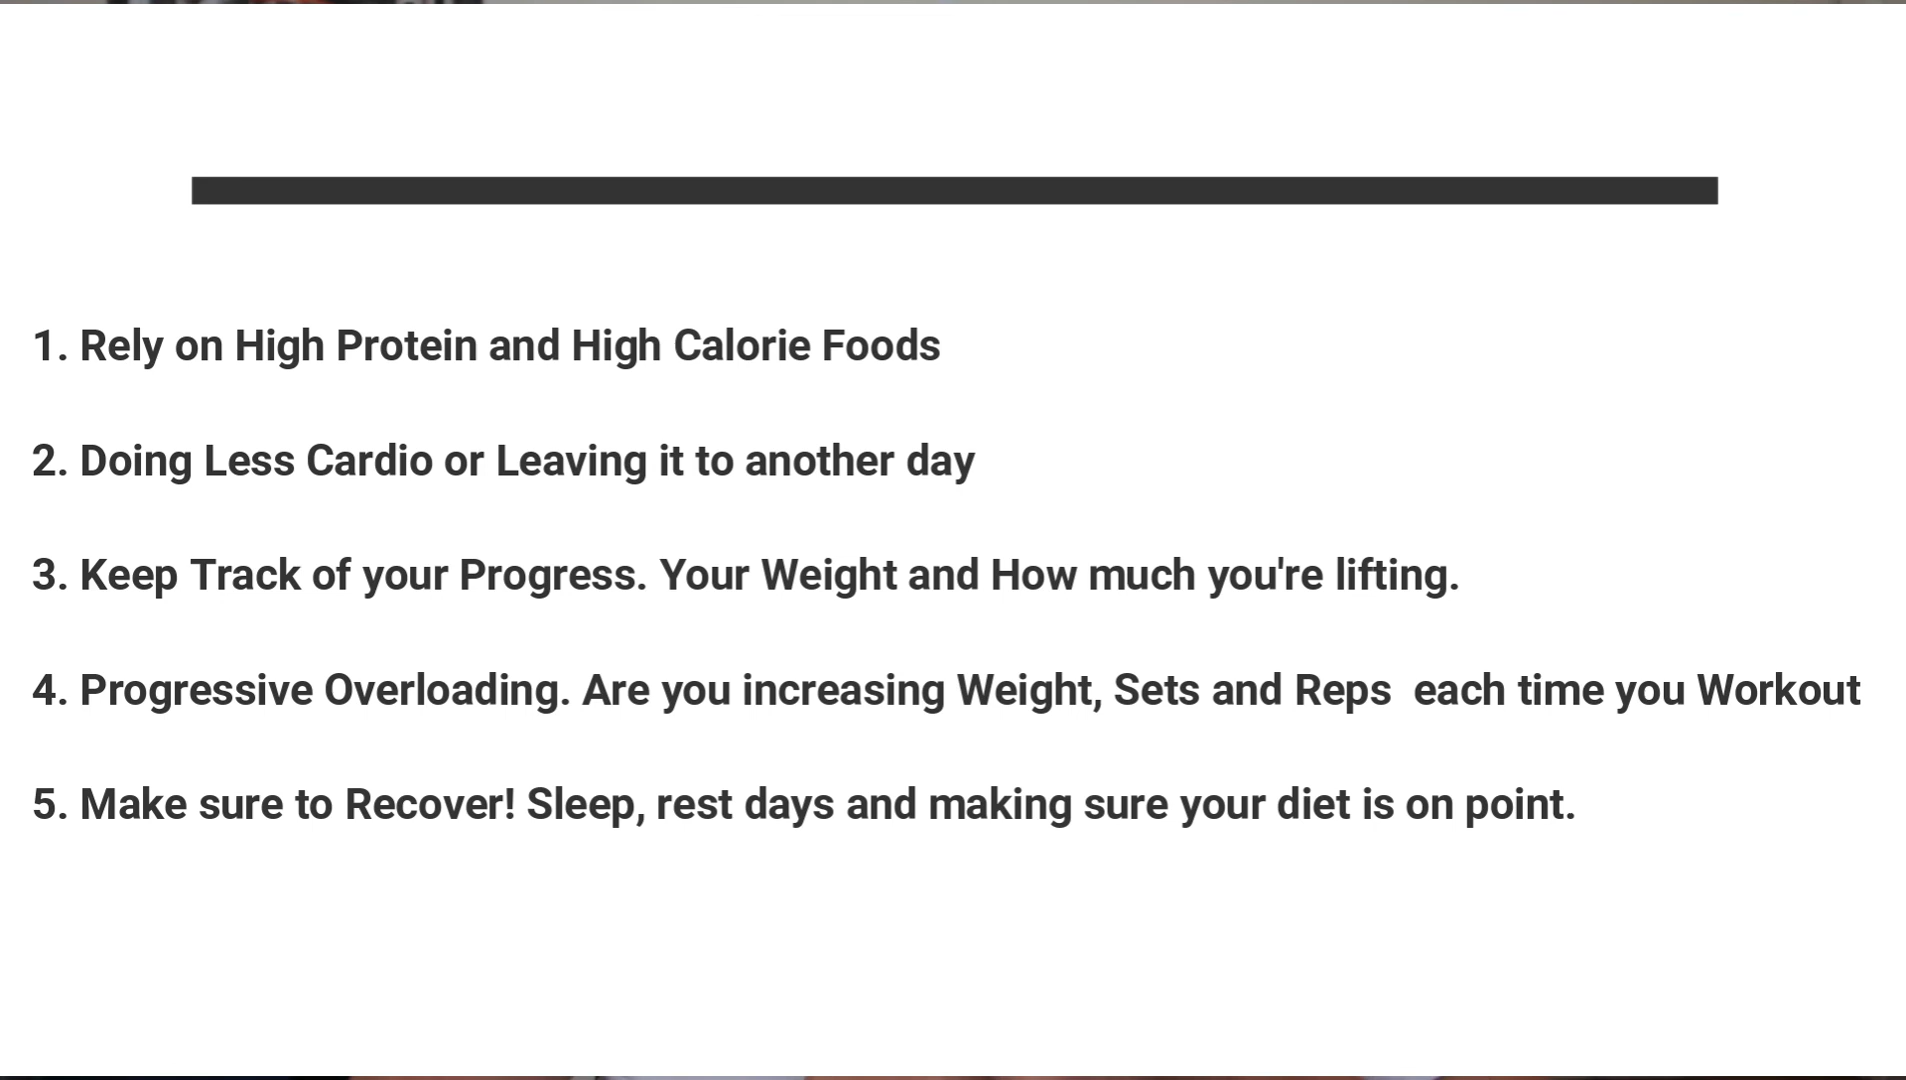 1. Rely on High Protein and High Calorie Foods
2. Doing Less Cardio or Leaving it to another day
3. Keep Track of your Progress. Your Weight and How much you're lifting.
4. Progressive Overloading. Are you increasing Weight, Sets and Reps  each time you Workout
5. Make sure to Recover! Sleep, rest days and making sure your diet is on point.